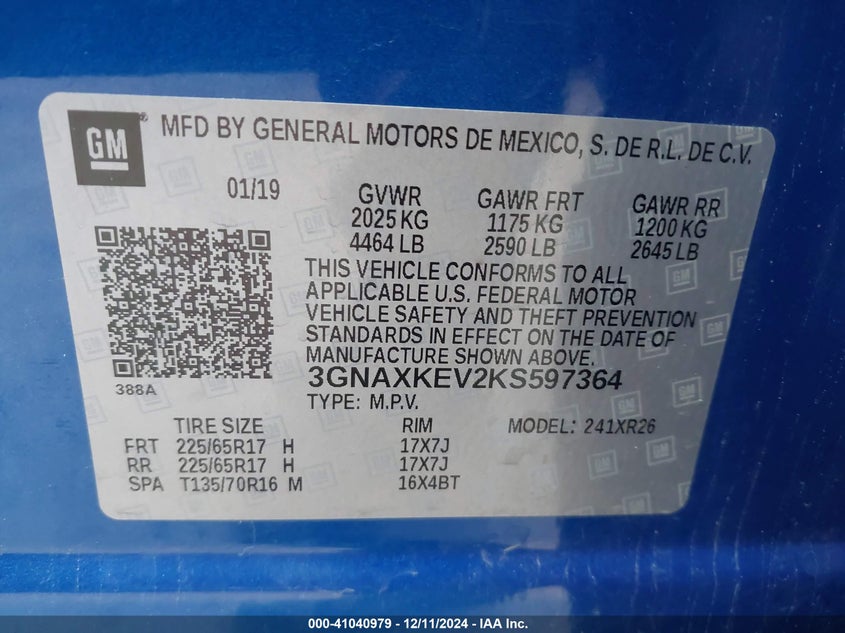 GM ® MFD BY GENERAL MOTORS DE MEXICO, S. DE R.L. DE C.V.
01/19 GVWR GAWR FRT GAWR RR
2025 KG 1175 KG 1200 KG
4464 LB 2590 LB 2645 LB
THIS VEHICLE CONFORMS TO ALL
APPLICABLE U.S. FEDERAL MOTOR
VEHICLE SAFETY AND THEFT PREVENTION
STANDARDS IN EFFECT ON THE DATE OF
MANUFACTURE SHOWN ABOVE.
388A
3GNAXKEV2KS597364
TYPE: M.P.V.
TIRE SIZE RIM MODEL: 241XR26
FRT 225/65R17 H 17X7J
RR 225/65R17 H 17X7J
SPA T135/70R16 M 16X4BT
000-41040979 - 12/11/2024 - IAA Inc.